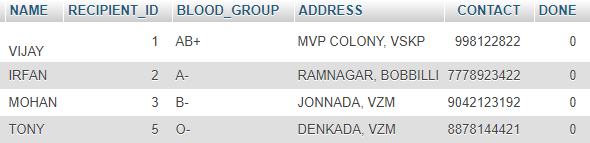 NAME RECIPIENT_ID BLOOD_GROUP ADDRESS CONTACT DONE
VIJAY 1 AB+ MVP COLONY, VSKP 998122822 0
IRFAN 2 A- RAMNAGAR, BOBBILLI 7778923422 0
MOHAN 3 B- JONNADA, VZM 9042123192 0
TONY 5 O- DENKADA, VZM 8878144421 0